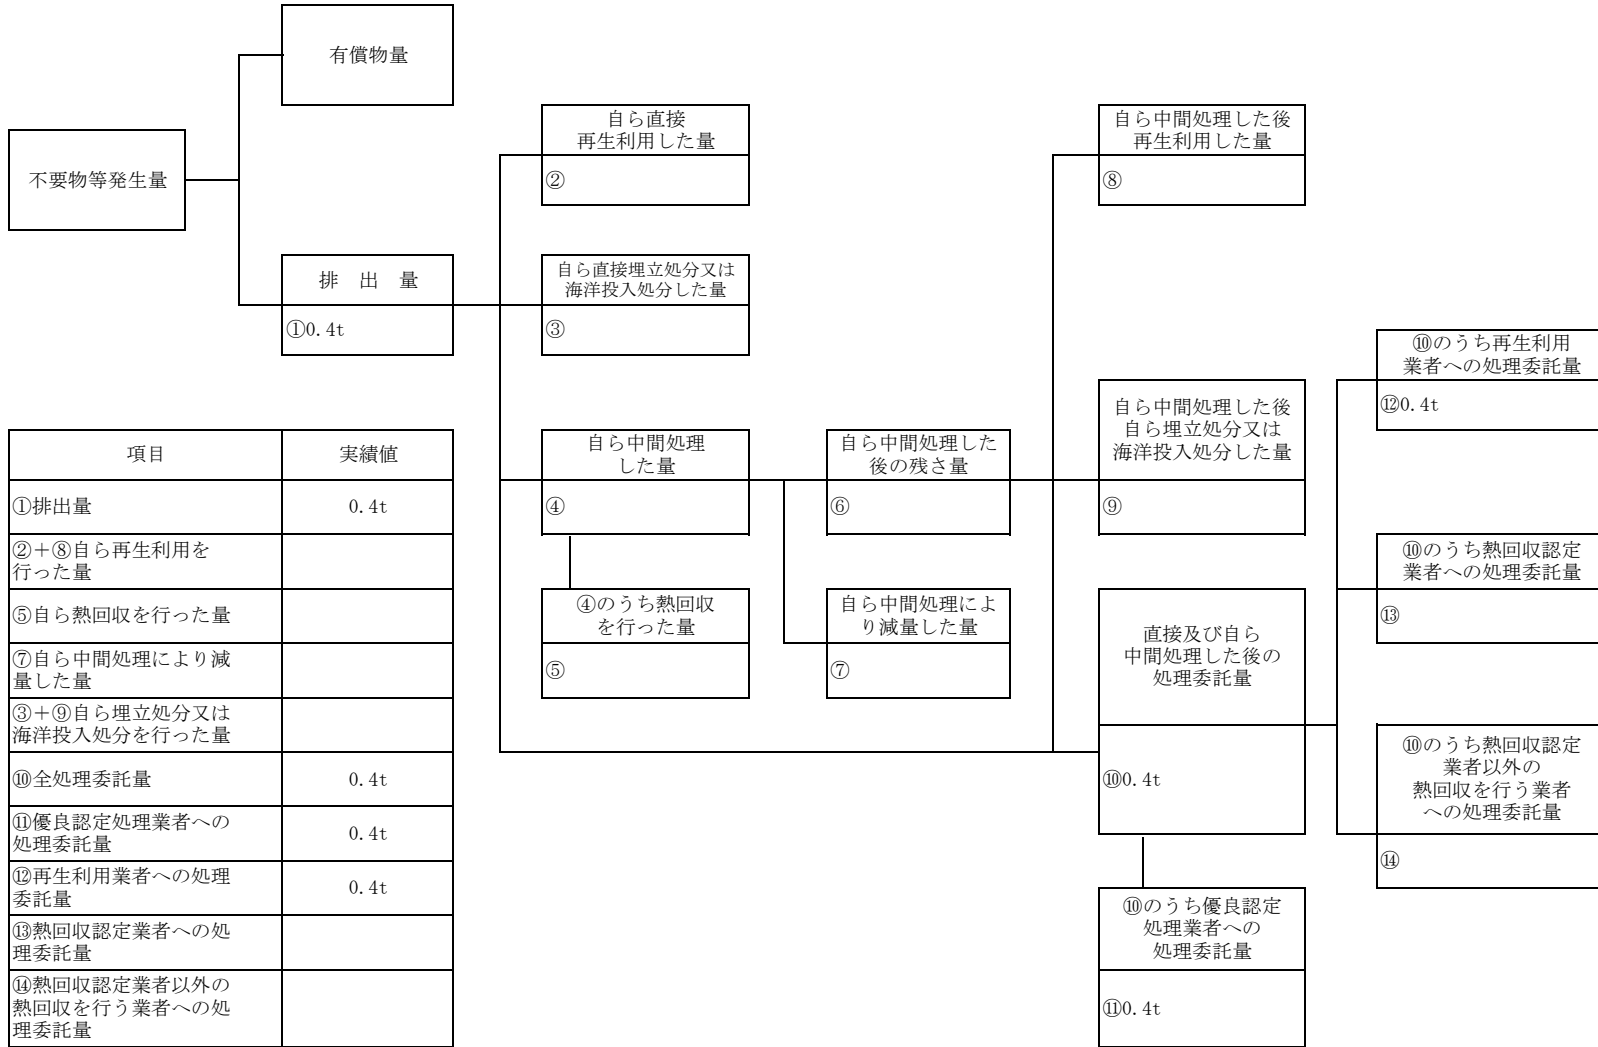 有償物量
不要物等発生量
排　出　量
①0.4t
自ら直接
再生利用した量
②
自ら直接埋立処分又は
海洋投入処分した量
③
自ら中間処理
した量
④
④のうち熱回収
を行った量
⑤
自ら中間処理した
後の残さ量
⑥
自ら中間処理によ
り減量した量
⑦
自ら中間処理した後
再生利用した量
⑧
自ら中間処理した後
自ら埋立処分又は
海洋投入処分した量
⑨
直接及び自ら
中間処理した後の
処理委託量
⑩0.4t
⑩のうち優良認定
処理業者への
処理委託量
⑪0.4t
⑩のうち再生利用
業者への処理委託量
⑫0.4t
⑩のうち熱回収認定
業者への処理委託量
⑬
⑩のうち熱回収認定
業者以外の
熱回収を行う業者
への処理委託量
⑭
項目 実績値
①排出量 0.4t
②＋⑧自ら再生利用を
行った量
⑤自ら熱回収を行った量
⑦自ら中間処理により減
量した量
③＋⑨自ら埋立処分又は
海洋投入処分を行った量
⑩全処理委託量 0.4t
⑪優良認定処理業者への
処理委託量 0.4t
⑫再生利用業者への処理
委託量 0.4t
⑬熱回収認定業者への処
理委託量
⑭熱回収認定業者以外の
熱回収を行う業者への処
理委託量